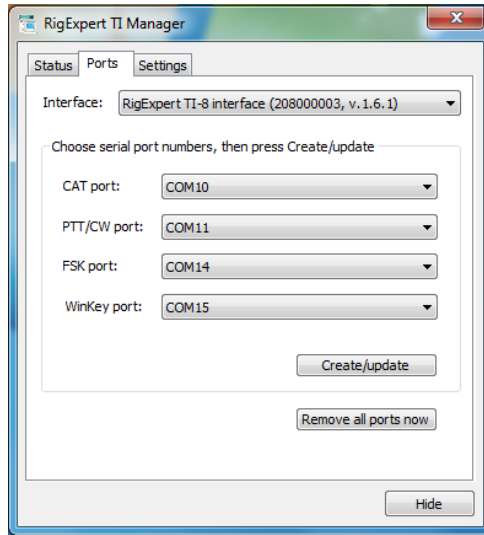 RigExpert TI Manager
Status Ports Settings
Interface: RigExpert TI-8 interface (208000003, v.1.6.1)
Choose serial port numbers, then press Create/update
CAT port: COM10
PTT/CW port: COM11
FSK port: COM14
WinKey port: COM15
Create/update
Remove all ports now
Hide